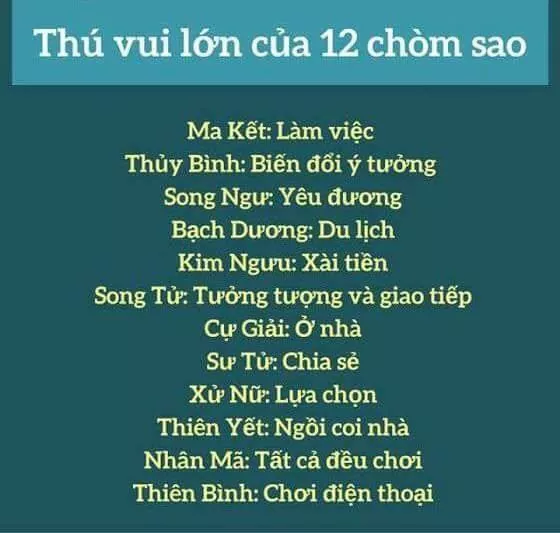 Thú vui lớn của 12 chòm sao
Ma Kết: Làm việc
Thủy Bình: Biến đổi ý tưởng
Song Ngư: Yêu đương
Bạch Dương: Du lịch
Kim Ngưu: Xài tiền
Song Tử: Tưởng tượng và giao tiếp
Cự Giải: Ở nhà
Sư Tử: Chia sẻ
Xử Nữ: Lựa chọn
Thiên Yết: Ngồi coi nhà
Nhân Mã: Tất cả đều chơi
Thiên Bình: Chơi điện thoại